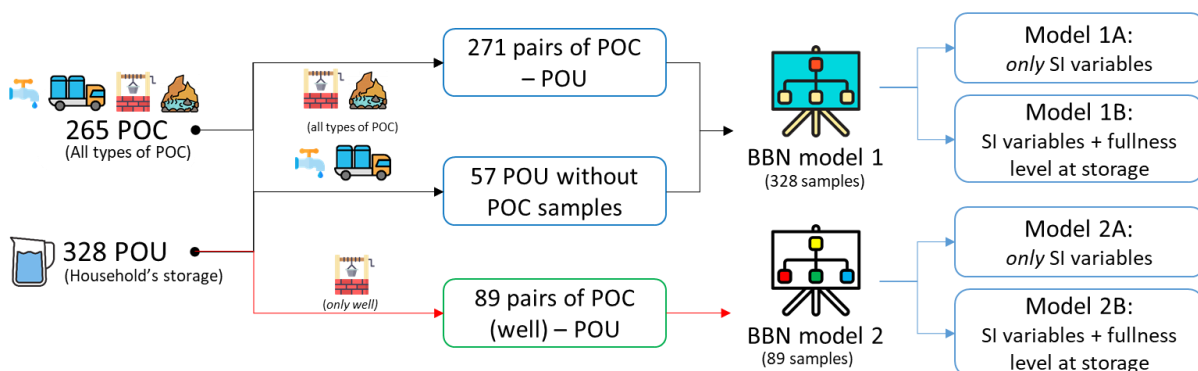 265 POC
(All types of POC)
328 POU
(Household's storage)
(all types of POC)
(only well)
271 pairs of POC
– POU
57 POU without
POC samples
89 pairs of POC
(well) – POU
BBN model 1
(328 samples)
BBN model 2
(89 samples)
Model 1A:
only SI variables
Model 1B:
SI variables + fullness
level at storage
Model 2A:
only SI variables
Model 2B:
SI variables + fullness
level at storage